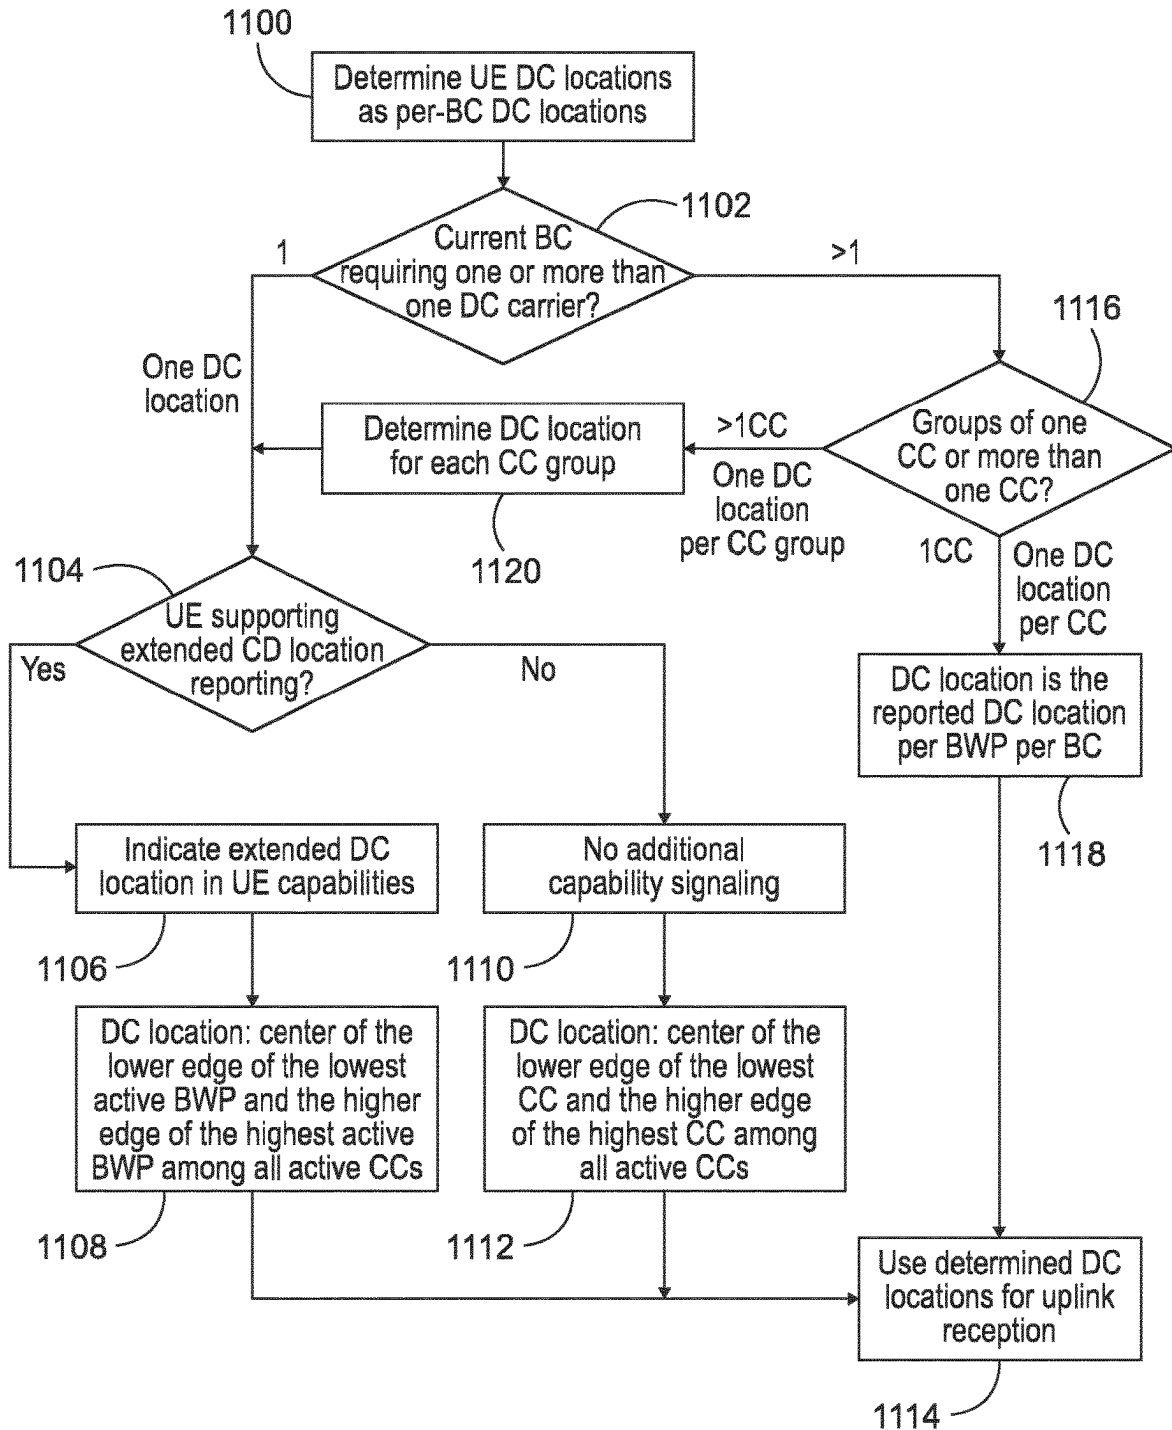 1100
Determine UE DC locations
as per-BC DC locations
1102
Current BC
requiring one or more than
one DC carrier?
1
>1
1116
One DC
location
Determine DC location
for each CC group
1120
>1CC
One DC
location
per CC group
Groups of one
CC or more than
one CC?
1CC
One DC
location
per CC
1104
UE supporting
extended CD location
reporting?
Yes
No
DC location is the
reported DC location
per BWP per BC
1118
Indicate extended DC
location in UE capabilities
1106
No additional
capability signaling
1110
DC location: center of the
lower edge of the lowest
active BWP and the higher
edge of the highest active
BWP among all active CCs
1108
DC location: center of the
lower edge of the lowest
CC and the higher edge
of the highest CC among
all active CCs
1112
Use determined DC
locations for uplink
reception
1114